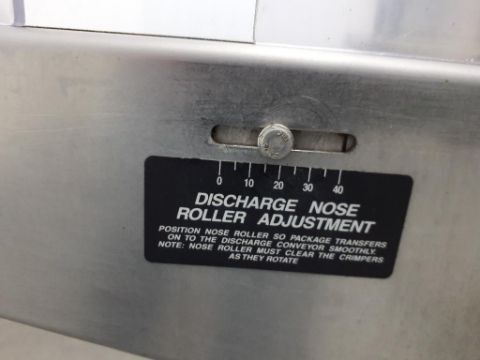 0 10 20 30 40
DISCHARGE NOSE
ROLLER ADJUSTMENT
POSITION NOSE ROLLER SO PACKAGE TRANSFERS
ON TO THE DISCHARGE CONVEYOR SMOOTHLY.
NOTE: NOSE ROLLER MUST CLEAR THE CRIMPERS
AS THEY ROTATE